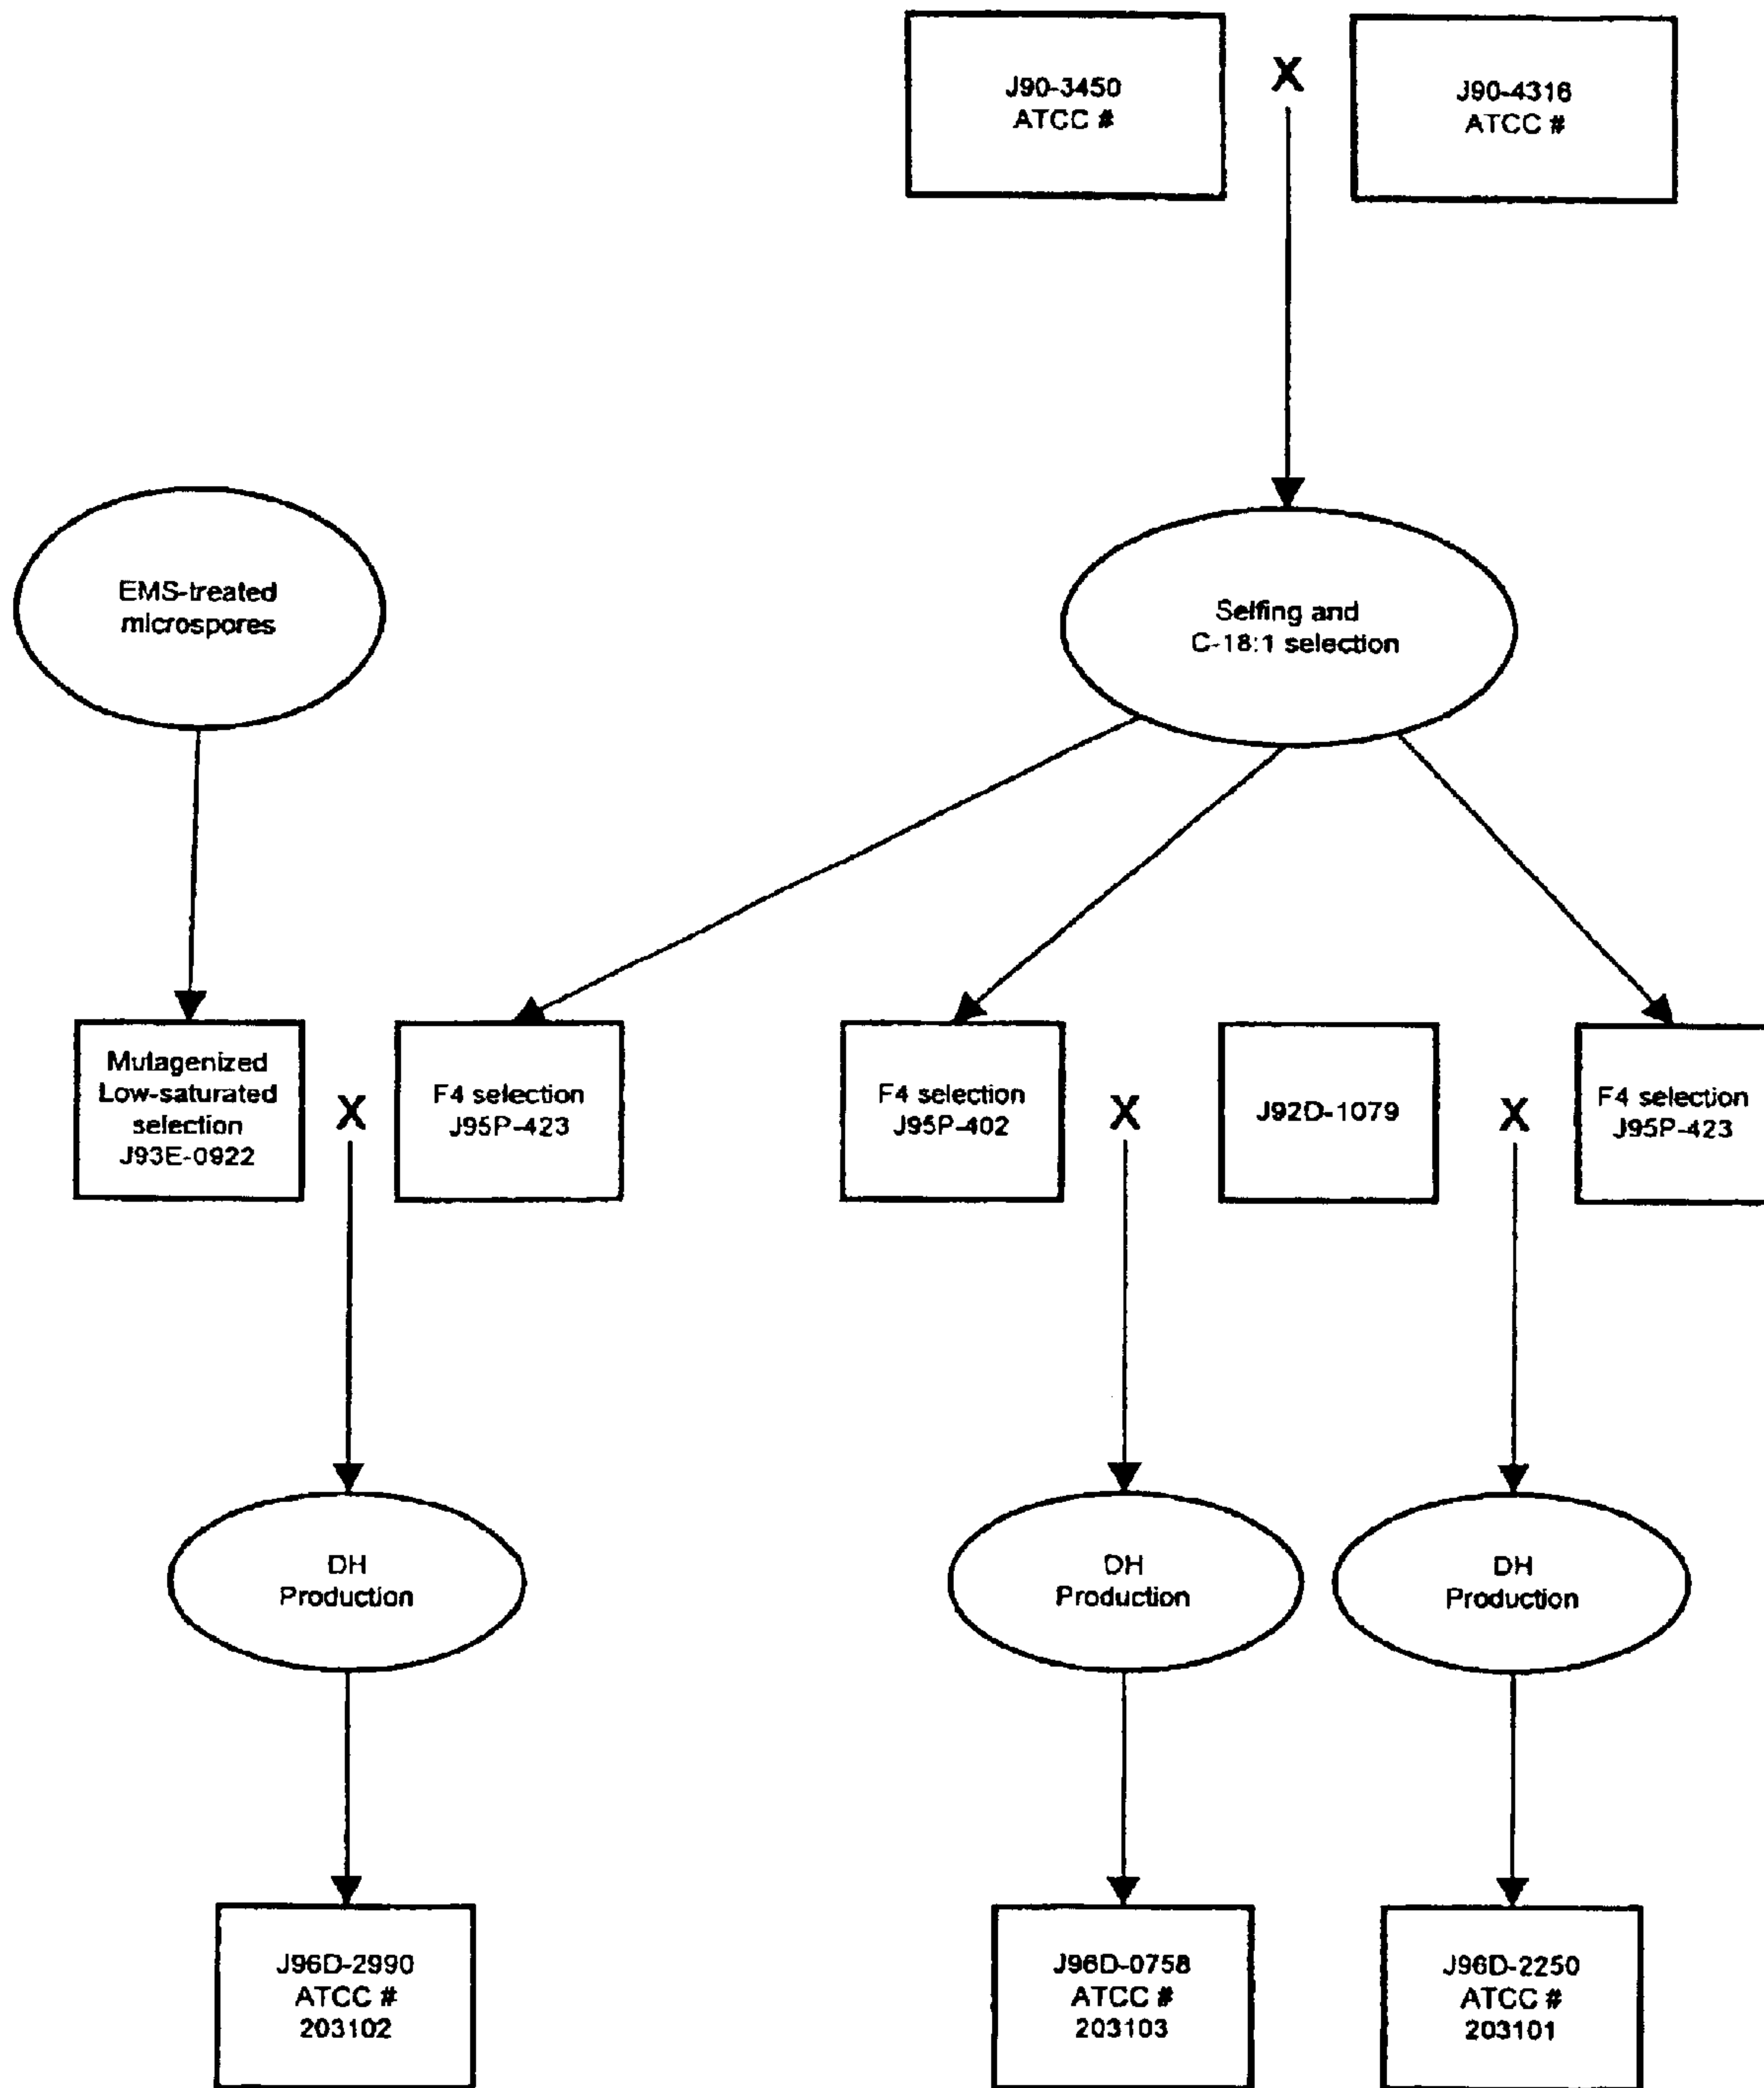 J90-3450
ATCC #
X
J90-4316
ATCC #
EMS-treated
microspores
Selfing and
C-18:1 selection
Mutagenized
Low-saturated
selection
J93E-0922
X
F4 selection
J95P-423
F4 selection
J95P-402
X
J92D-1079
X
F4 selection
J95P-423
DH
Production
DH
Production
DH
Production
J96D-2990
ATCC #
203102
J96D-0758
ATCC #
203103
J96D-2250
ATCC #
203101